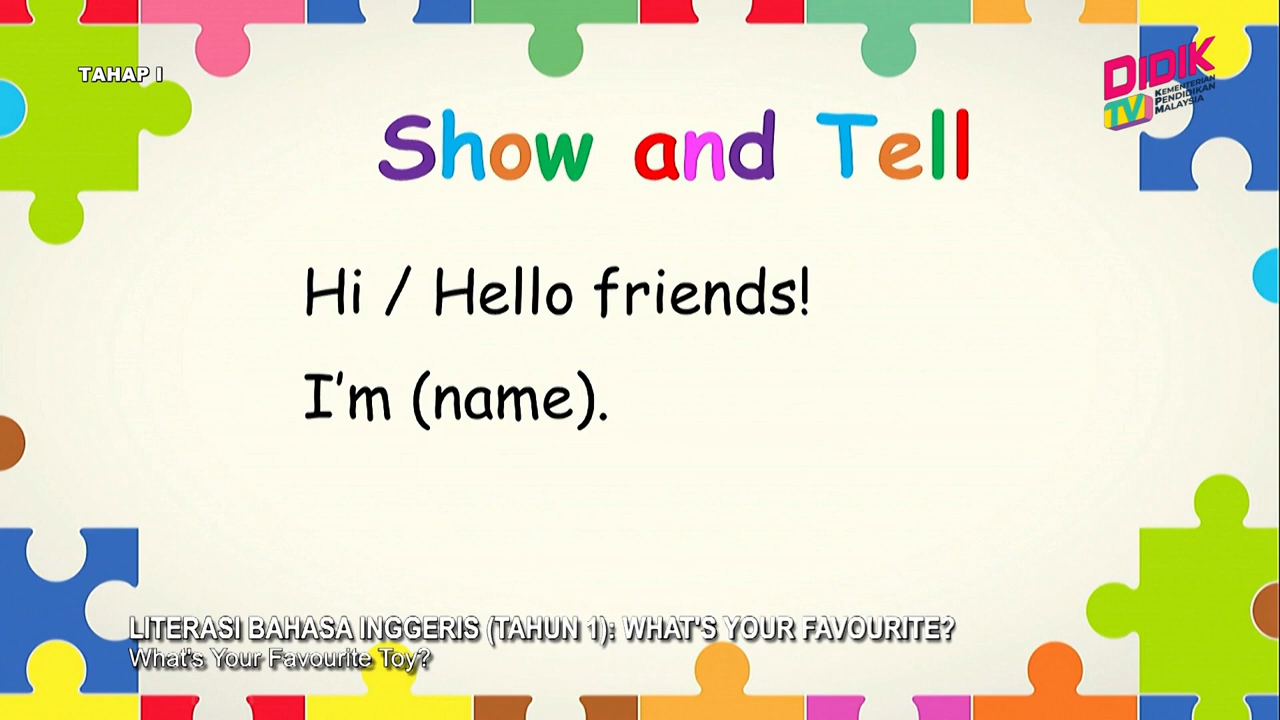 TAHAP I
DIDIK
TV
KEMENTERIAN
PENDIDIKAN
MALAYSIA
Show and Tell
Hi / Hello friends!
I'm (name).
LITERASI BAHASA INGGERIS (TAHUN 1): WHAT'S YOUR FAVOURITE?
What's Your Favourite Toy?